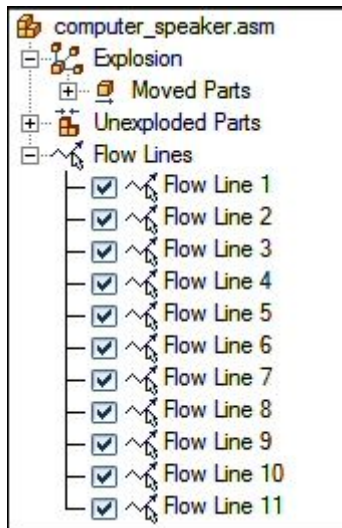 computer_speaker.asm
Explosion
Moved Parts
Unexploded Parts
Flow Lines
Flow Line 1
Flow Line 2
Flow Line 3
Flow Line 4
Flow Line 5
Flow Line 6
Flow Line 7
Flow Line 8
Flow Line 9
Flow Line 10
Flow Line 11